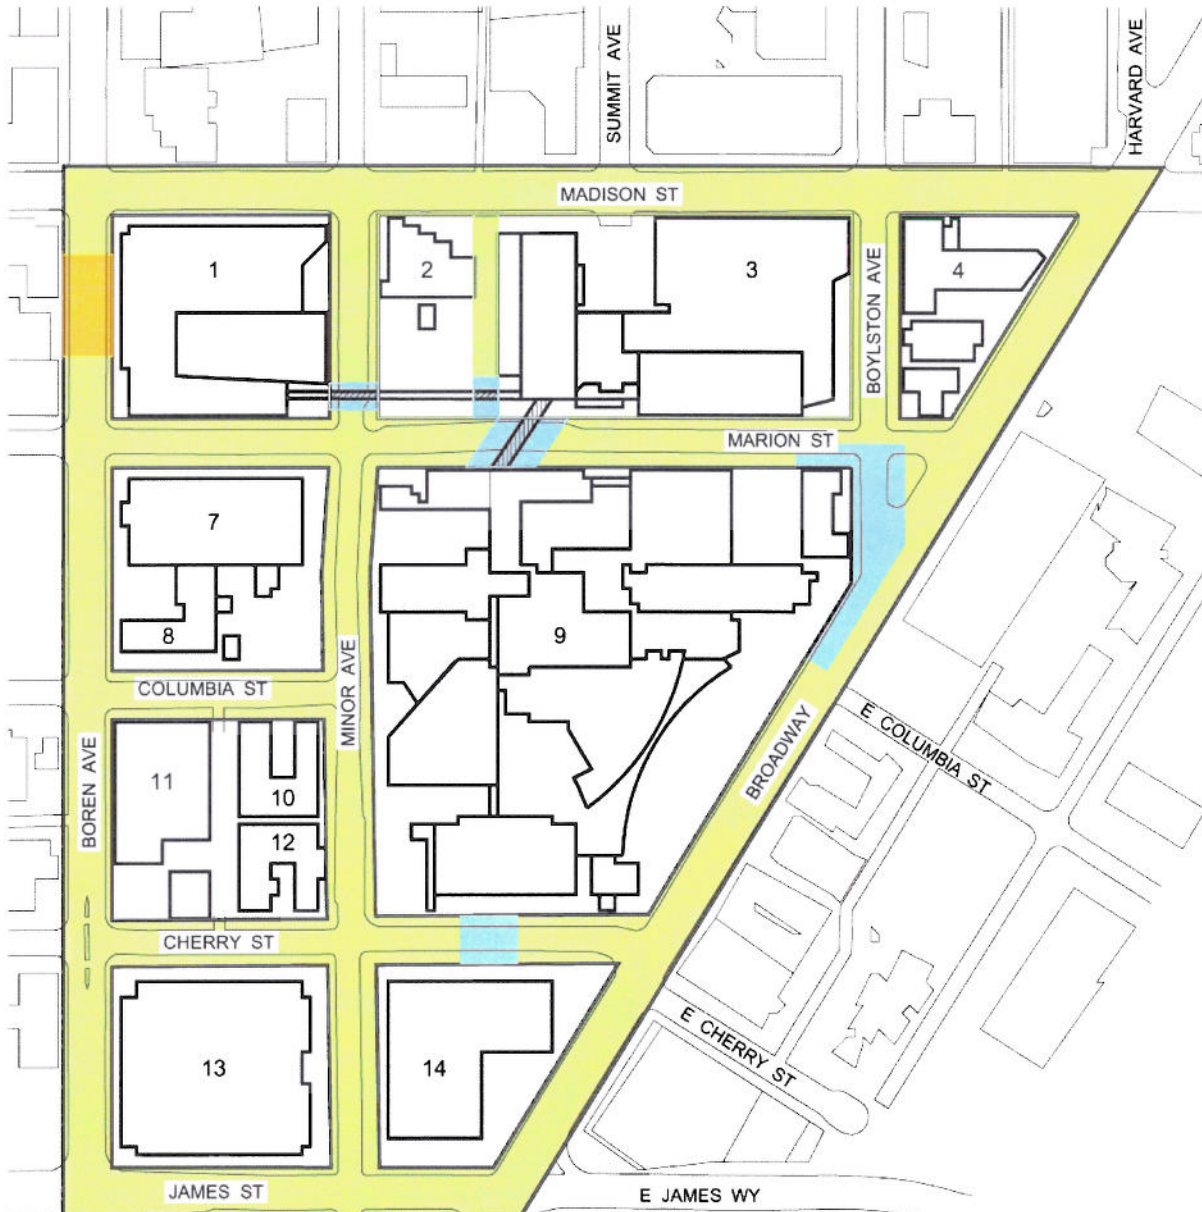 SUMMIT AVE
HARVARD AVE
MADISON ST
1
2
3
4
BOYLSTON AVE
MARION ST
7
8
9
MINOR AVE
COLUMBIA ST
BOREN AVE
11
10
12
BROADWAY
E COLUMBIA ST
CHERRY ST
13
14
E CHERRY ST
JAMES ST
E JAMES WY